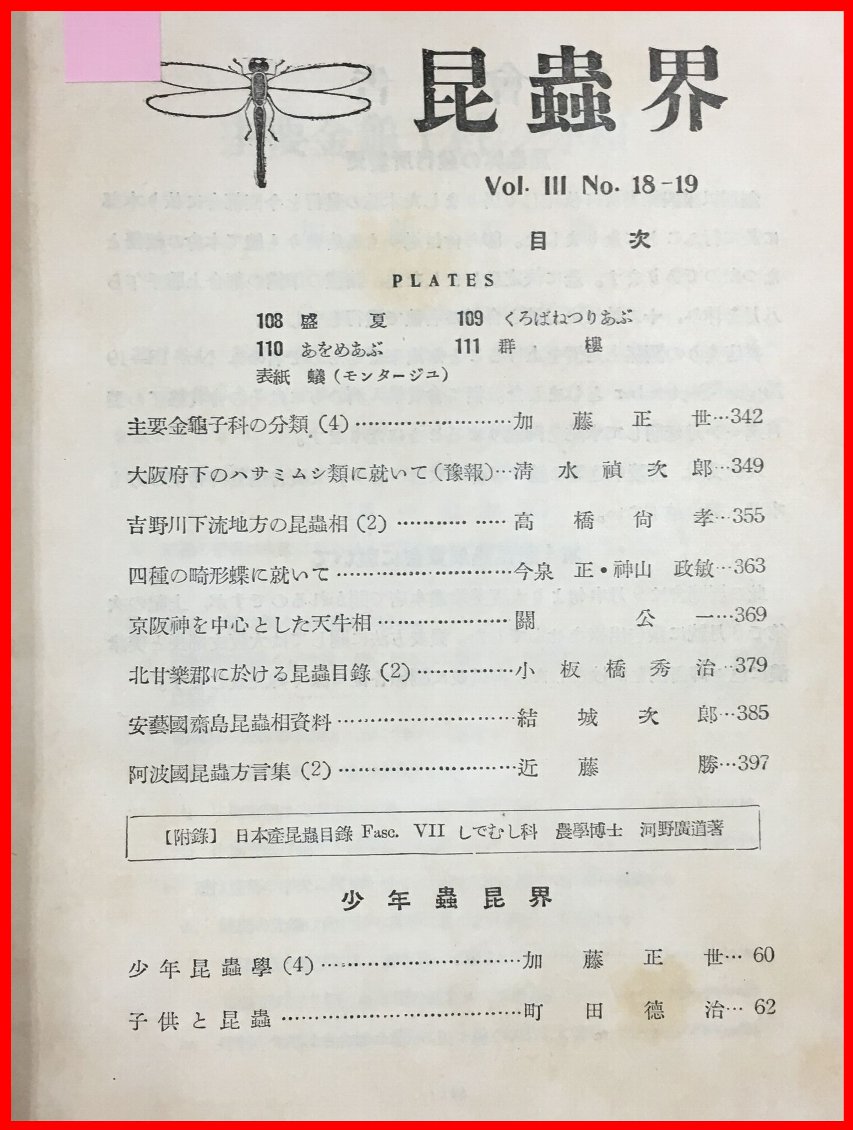 昆蟲界
Vol. III No. 18-19
目次
PLATES
108 盛夏 109 くろばねつりあぶ
110 あをめあぶ 111 群棲
表紙 蟻(モンタージユ)
主要金龜子科の分類(4)……………………加藤正世…342
大阪府下のハサミムシ類に就いて(豫報)…清水禎次郎…349
吉野川下流地方の昆蟲相(2)……………高橋尙孝…355
四種の畸形蝶に就いて………………………今泉正・神山政敏…363
京阪神を中心とした天牛相…………………關公一…369
北甘樂郡に於ける昆蟲目錄(2)……………小板橋秀治…379
安藝國齋島昆蟲相資料………………………結城次郎…385
阿波國昆蟲方言集(2)………………………近藤勝…397
【附錄】 日本產昆蟲目錄 Fasc. VII しでむし科 農學博士 河野廣道著
少年蟲昆界
少年昆蟲學(4)…………………………加藤正世…60
子供と昆蟲………………………………町田德治…62